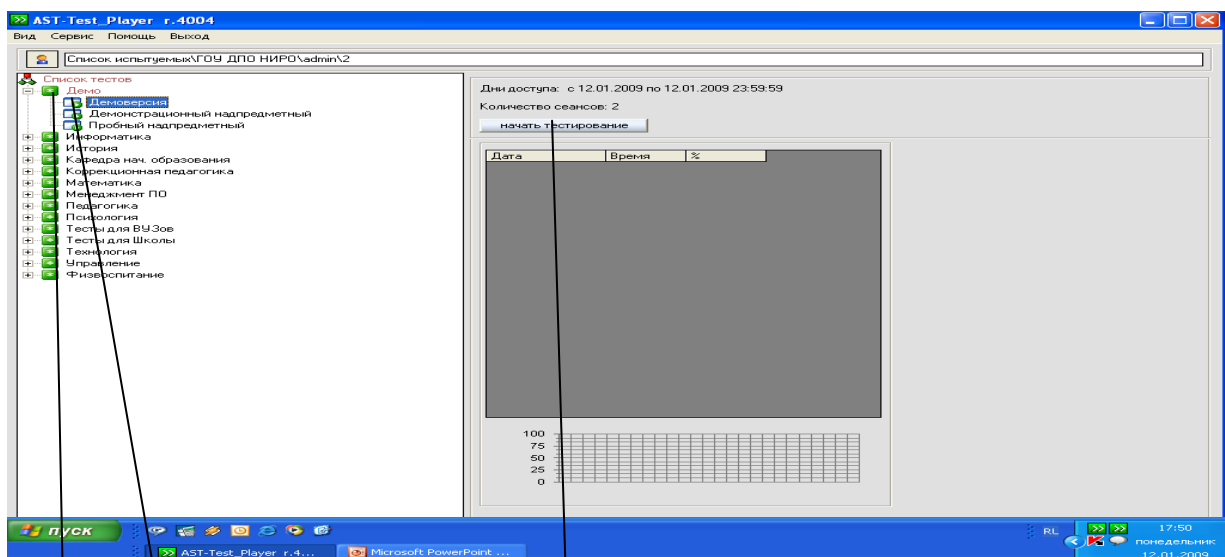 AST-Test_Player r.4004
Вид Сервис Помощь Выход
Список испытуемых\ГОУ ДПО НИРО\admin\2
Список тестов
Демо
Демоверсия
Демонстрационный надпредметный
Пробный надпредметный
Информатика
История
Кафедра нач. образования
Коррекционная педагогика
Математика
Менеджмент ПО
Педагогика
Психология
Тесты для ВУЗов
Тесты для Школы
Технология
Управление
Физвоспитание
Дни доступа: с 12.01.2009 по 12.01.2009 23:59:59
Количество сеансов: 2
начать тестирование
Дата Время %
100
75
50
25
0
пуск
RL
17:50
понедельник
12.01.2009
AST-Test_Player r.4...
Microsoft PowerPoint ...